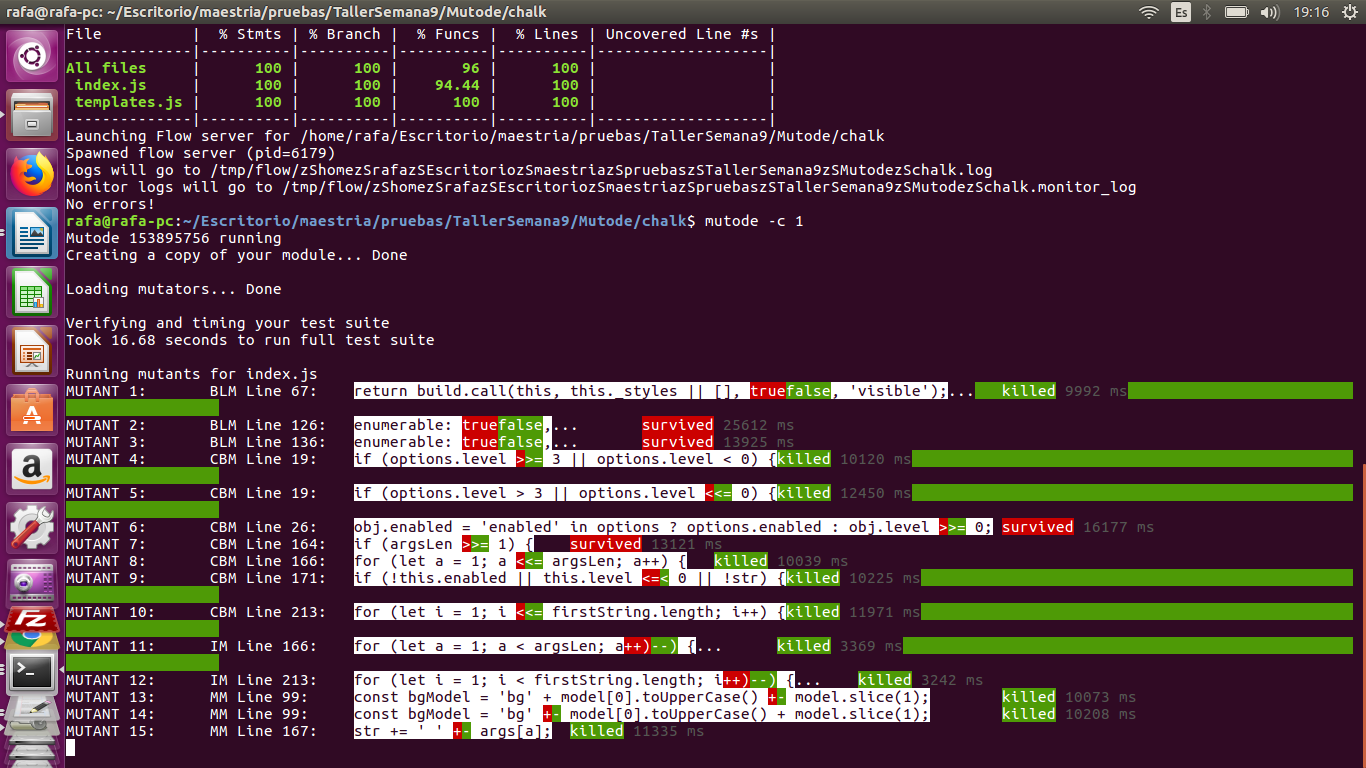 rafa@rafa-pc: ~/Escritorio/maestria/pruebas/TallerSemana9/Mutode/chalk Es 19:16
File | % Stmts | % Branch | % Funcs | % Lines | Uncovered Line #s |
--------------|----------|----------|----------|----------|-------------------|
All files | 100 | 100 | 96 | 100 | |
index.js | 100 | 100 | 94.44 | 100 | |
templates.js | 100 | 100 | 100 | 100 | |
--------------|----------|----------|----------|----------|-------------------|
Launching Flow server for /home/rafa/Escritorio/maestria/pruebas/TallerSemana9/Mutode/chalk
Spawned flow server (pid=6179)
Logs will go to /tmp/flow/zShomezSrafazSEscritoriozSmaestriazSpruebaszSTallerSemana9zSMutodezSchalk.log
Monitor logs will go to /tmp/flow/zShomezSrafazSEscritoriozSmaestriazSpruebaszSTallerSemana9zSMutodezSchalk.monitor_log
No errors!
rafa@rafa-pc:~/Escritorio/maestria/pruebas/TallerSemana9/Mutode/chalk$ mutode -c 1
Mutode 153895756 running
Creating a copy of your module... Done
Loading mutators... Done
Verifying and timing your test suite
Took 16.68 seconds to run full test suite
Running mutants for index.js
MUTANT 1: BLM Line 67: return build.call(this, this._styles || [], truefalse, 'visible');... killed 9992 ms
MUTANT 2: BLM Line 126: enumerable: truefalse,... survived 25612 ms
MUTANT 3: BLM Line 136: enumerable: truefalse,... survived 13925 ms
MUTANT 4: CBM Line 19: if (options.level >>= 3 || options.level < 0) {killed 10120 ms
MUTANT 5: CBM Line 19: if (options.level > 3 || options.level <<= 0) {killed 12450 ms
MUTANT 6: CBM Line 26: obj.enabled = 'enabled' in options ? options.enabled : obj.level >>= 0; survived 16177 ms
MUTANT 7: CBM Line 164: if (argsLen >>= 1) { survived 13121 ms
MUTANT 8: CBM Line 166: for (let a = 1; a <<= argsLen; a++) { killed 10039 ms
MUTANT 9: CBM Line 171: if (!this.enabled || this.level <=< 0 || !str) {killed 10225 ms
MUTANT 10: CBM Line 213: for (let i = 1; i <<= firstString.length; i++) {killed 11971 ms
MUTANT 11: IM Line 166: for (let a = 1; a < argsLen; a++)--) {... killed 3369 ms
MUTANT 12: IM Line 213: for (let i = 1; i < firstString.length; i++)--) {... killed 3242 ms
MUTANT 13: MM Line 99: const bgModel = 'bg' + model[0].toUpperCase() +- model.slice(1); killed 10073 ms
MUTANT 14: MM Line 99: const bgModel = 'bg' +- model[0].toUpperCase() + model.slice(1); killed 10208 ms
MUTANT 15: MM Line 167: str += ' ' +- args[a]; killed 11335 ms